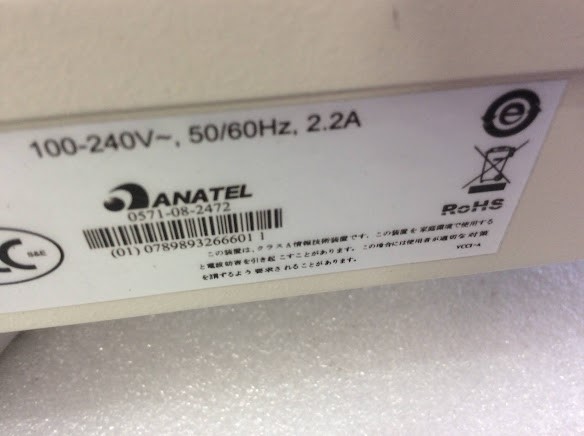 100-240V~, 50/60Hz, 2.2A
ANATEL
0571-08-2472
(01) 0789893266601 1
RoHS
C S&E
この装置は、クラスA情報技術装置です。この装置を家庭環境で使用する
と電波妨害を引き起こすことがあります。この場合には使用者が適切な対策
を講ずるよう要求されることがあります。
VCCI-A